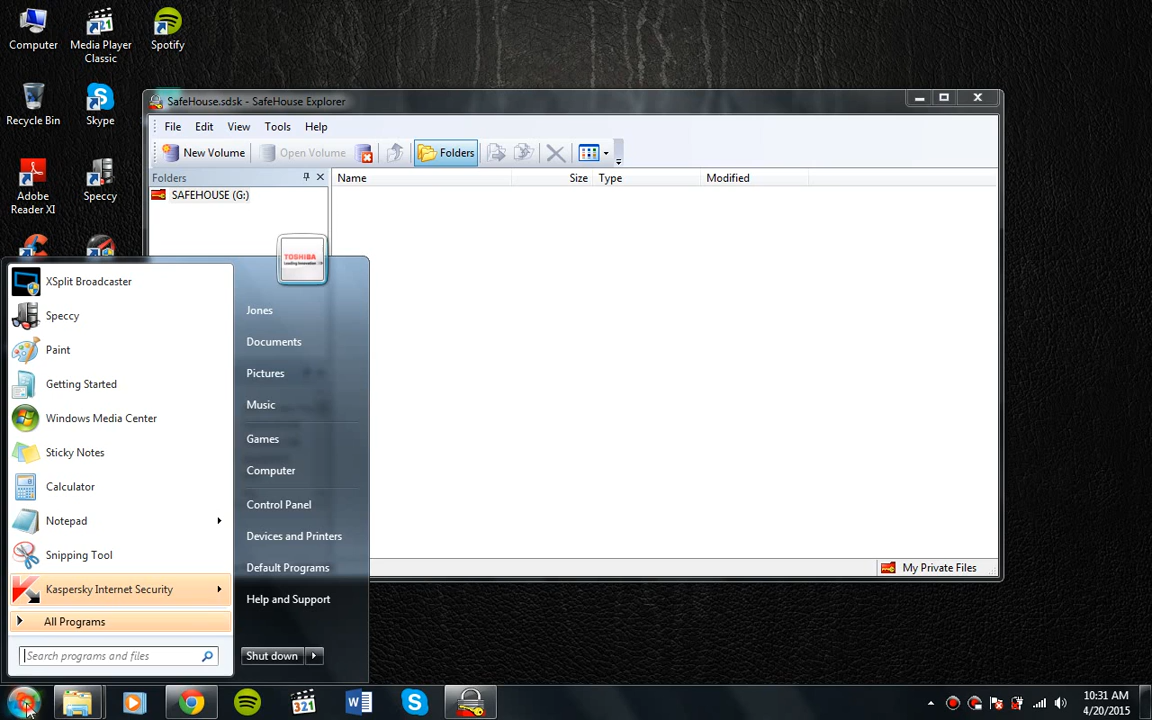 Computer
Media Player Classic
Spotify
Recycle Bin
Skype
Adobe Reader XI
Speccy
SafeHouse.sdsk - SafeHouse Explorer
File Edit View Tools Help
New Volume Open Volume Folders
Folders
Name Size Type Modified
SAFEHOUSE (G:)
TOSHIBA
Leading Innovation
XSplit Broadcaster
Speccy
Paint
Getting Started
Windows Media Center
Sticky Notes
Calculator
Notepad
Snipping Tool
Kaspersky Internet Security
All Programs
Search programs and files
Jones
Documents
Pictures
Music
Games
Computer
Control Panel
Devices and Printers
Default Programs
Help and Support
Shut down
My Private Files
321
10:31 AM
4/20/2015